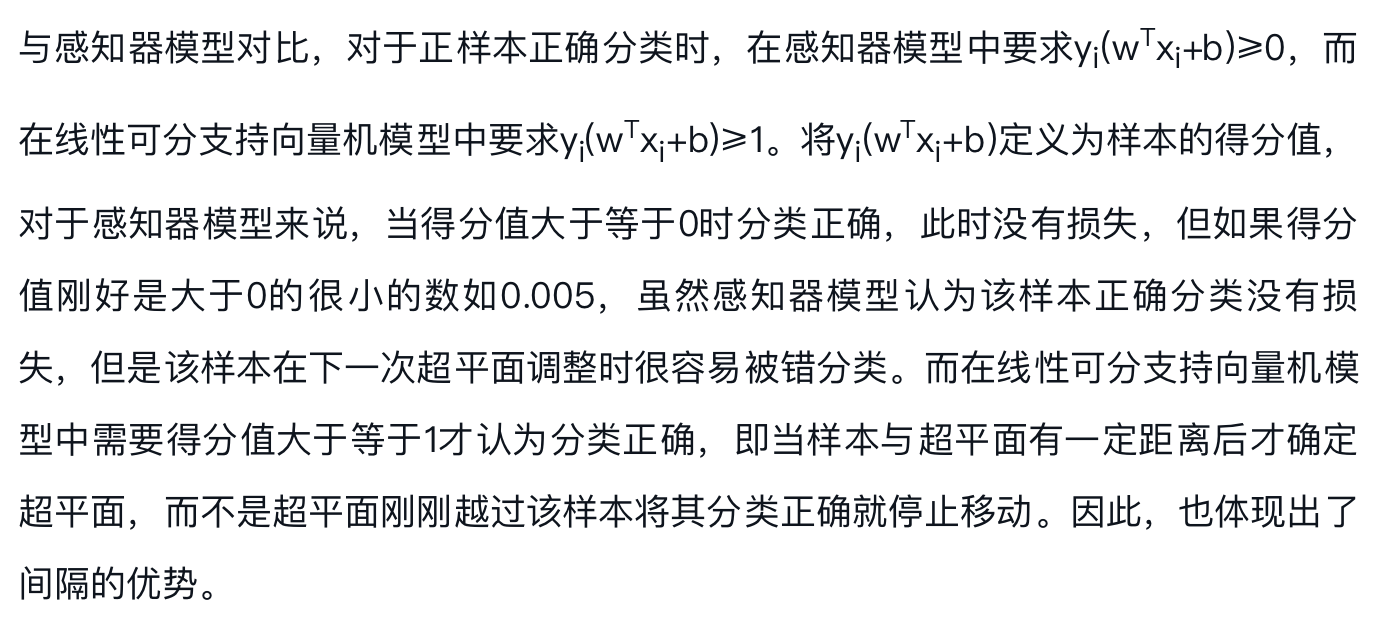 与感知器模型对比，对于正样本正确分类时，在感知器模型中要求yᵢ(wᵀxᵢ+b)⩾0，而
在线性可分支持向量机模型中要求yᵢ(wᵀxᵢ+b)⩾1。将yᵢ(wᵀxᵢ+b)定义为样本的得分值，
对于感知器模型来说，当得分值大于等于0时分类正确，此时没有损失，但如果得分
值刚好是大于0的很小的数如0.005，虽然感知器模型认为该样本正确分类没有损
失，但是该样本在下一次超平面调整时很容易被错分类。而在线性可分支持向量机模
型中需要得分值大于等于1才认为分类正确，即当样本与超平面有一定距离后才确定
超平面，而不是超平面刚刚越过该样本将其分类正确就停止移动。因此，也体现出了
间隔的优势。